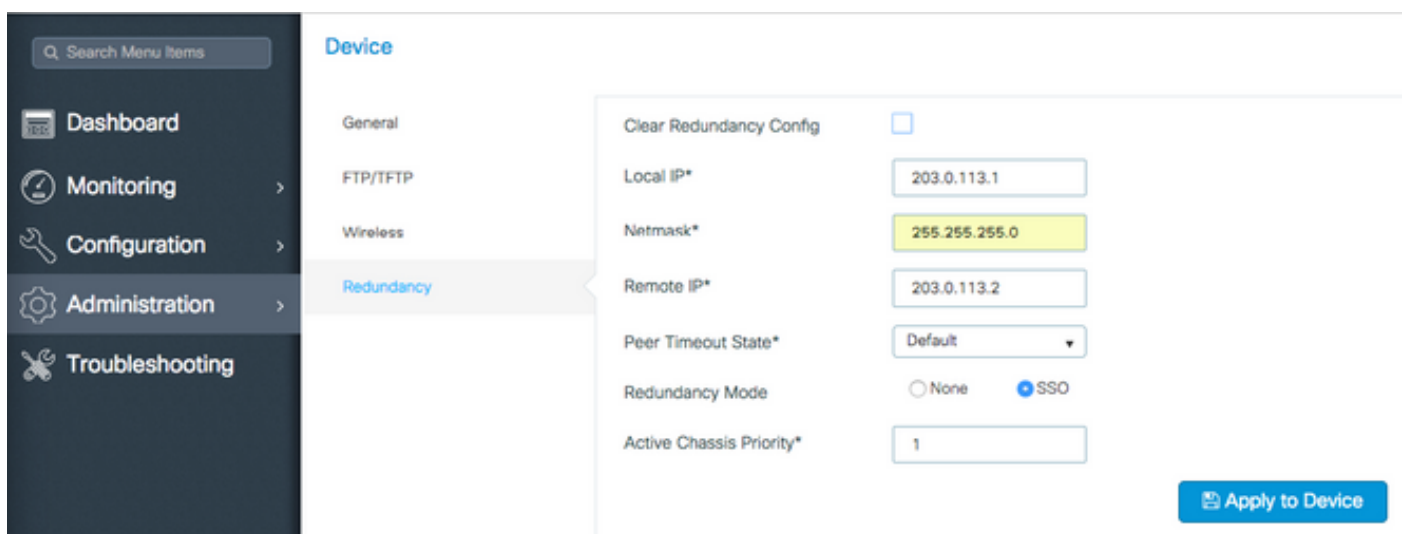 Search Menu Items
Dashboard
Monitoring
Configuration
Administration
Troubleshooting
Device
General
FTP/TFTP
Wireless
Redundancy
Clear Redundancy Config
Local IP* 203.0.113.1
Netmask* 255.255.255.0
Remote IP* 203.0.113.2
Peer Timeout State* Default
Redundancy Mode None SSO
Active Chassis Priority* 1
Apply to Device